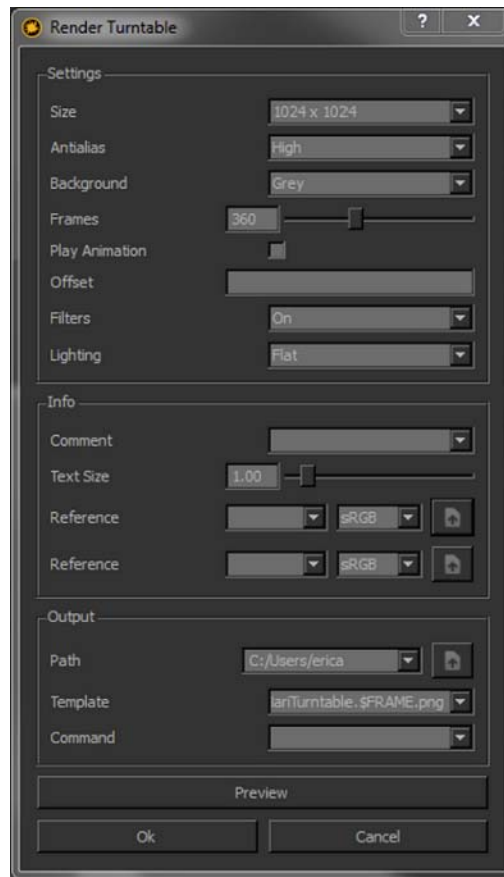 Render Turntable
Settings
Size 1024 x 1024
Antialias High
Background Grey
Frames 360
Play Animation
Offset
Filters On
Lighting Flat
Info
Comment
Text Size 1.00
Reference sRGB
Reference sRGB
Output
Path C:/Users/erica
Template lariTurntable.$FRAME.png
Command
Preview
Ok Cancel